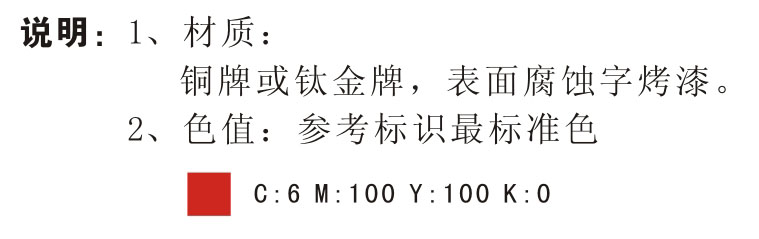 说明：1、材质：
铜牌或钛金牌，表面腐蚀字烤漆。
2、色值：参考标识最标准色
C:6 M:100 Y:100 K:0